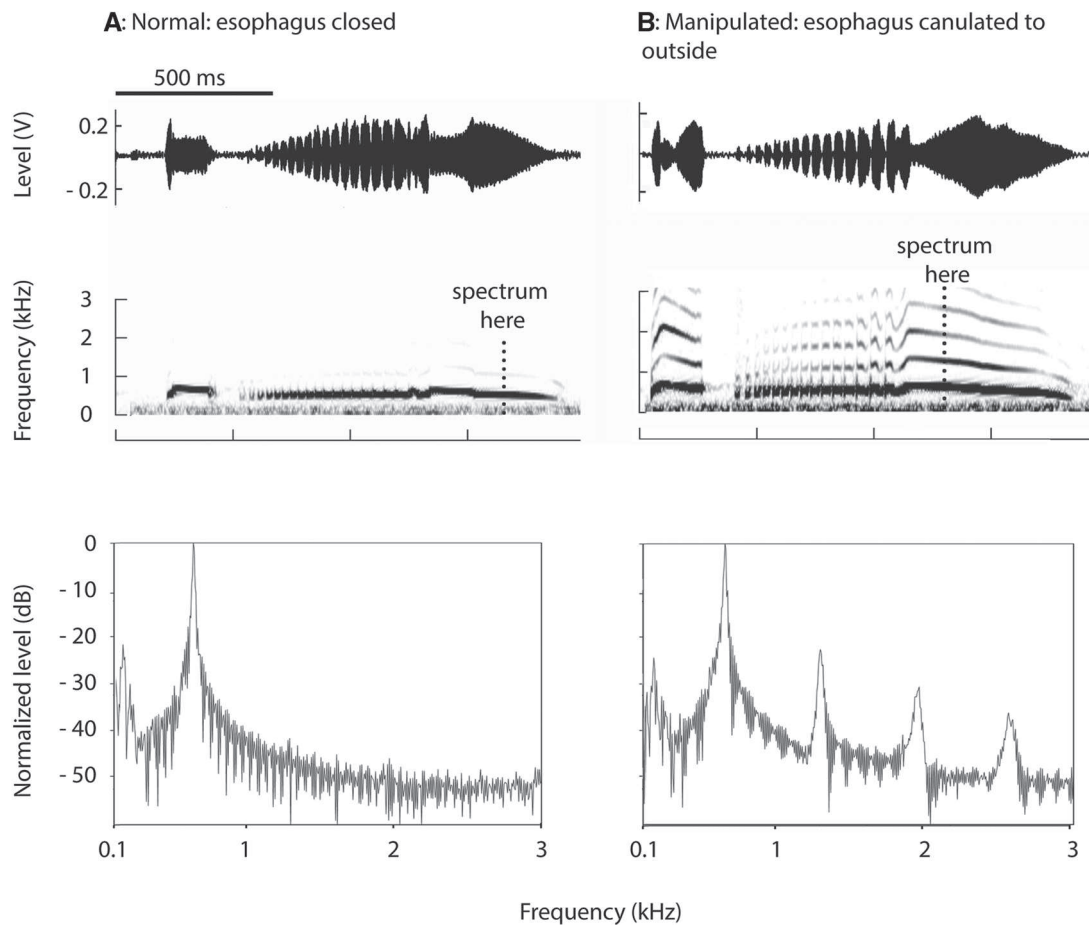 A: Normal: esophagus closed
B: Manipulated: esophagus canulated to
outside
500 ms
Level (V)
0.2
- 0.2
Frequency (kHz)
3
2
1
0
spectrum
here
spectrum
here
Normalized level (dB)
0
- 10
- 20
- 30
- 40
- 50
0.1
1
2
3
0.1
1
2
3
Frequency (kHz)